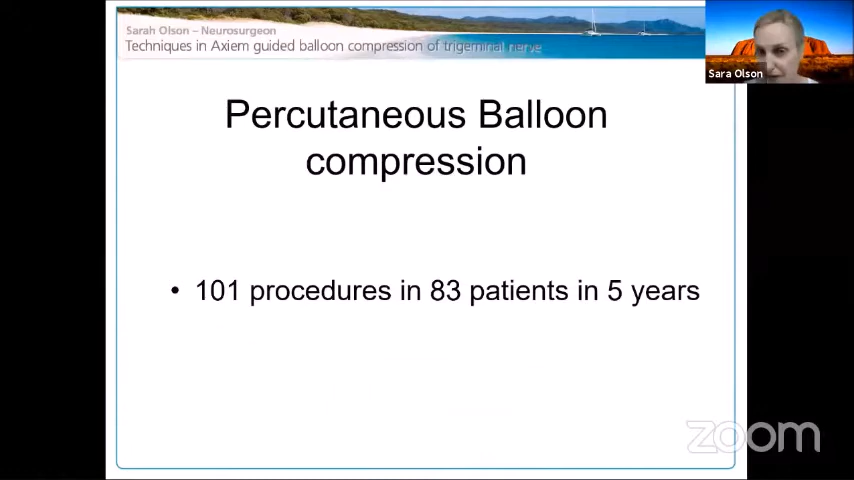 Sarah Olson – Neurosurgeon
Techniques in Axiem guided balloon compression of trigeminal nerve
Sara Olson
Percutaneous Balloon
compression
• 101 procedures in 83 patients in 5 years
zoom